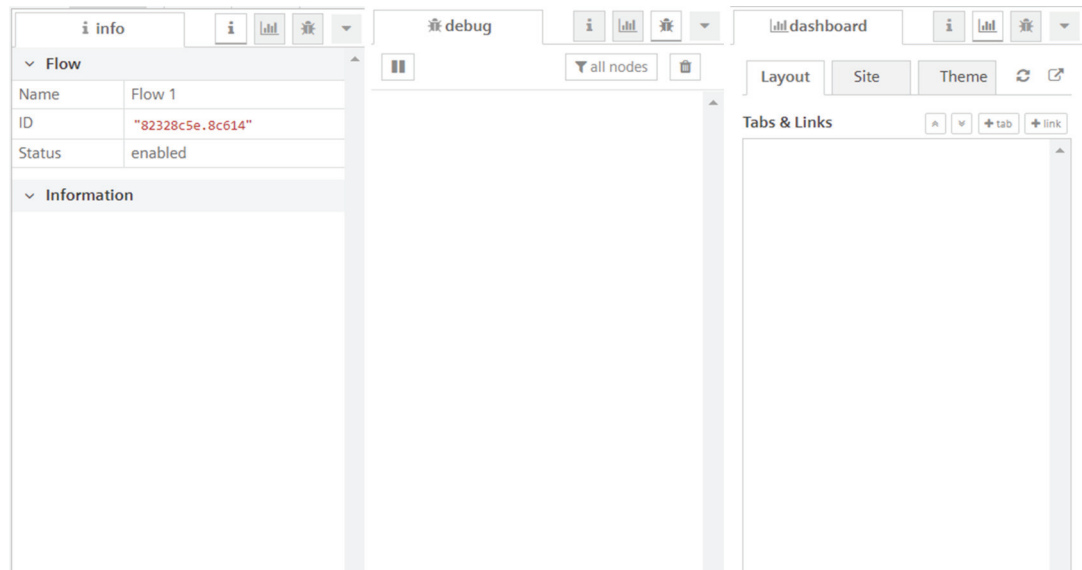 info
Flow
Name Flow 1
ID "82328c5e.8c614"
Status enabled
Information
debug
all nodes
dashboard
Layout Site Theme
Tabs & Links +tab +link